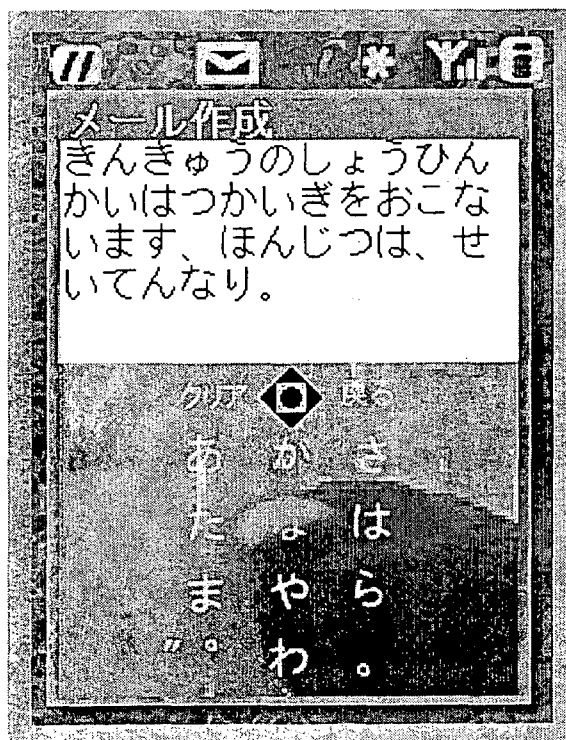 メール作成
きんきゅうのしょうひん
かいはつかいぎをおこな
います、ほんじつは、せ
いてんなり。
クリア 戻る
あ か さ
た な は
ま や ら
〃。 わ 。